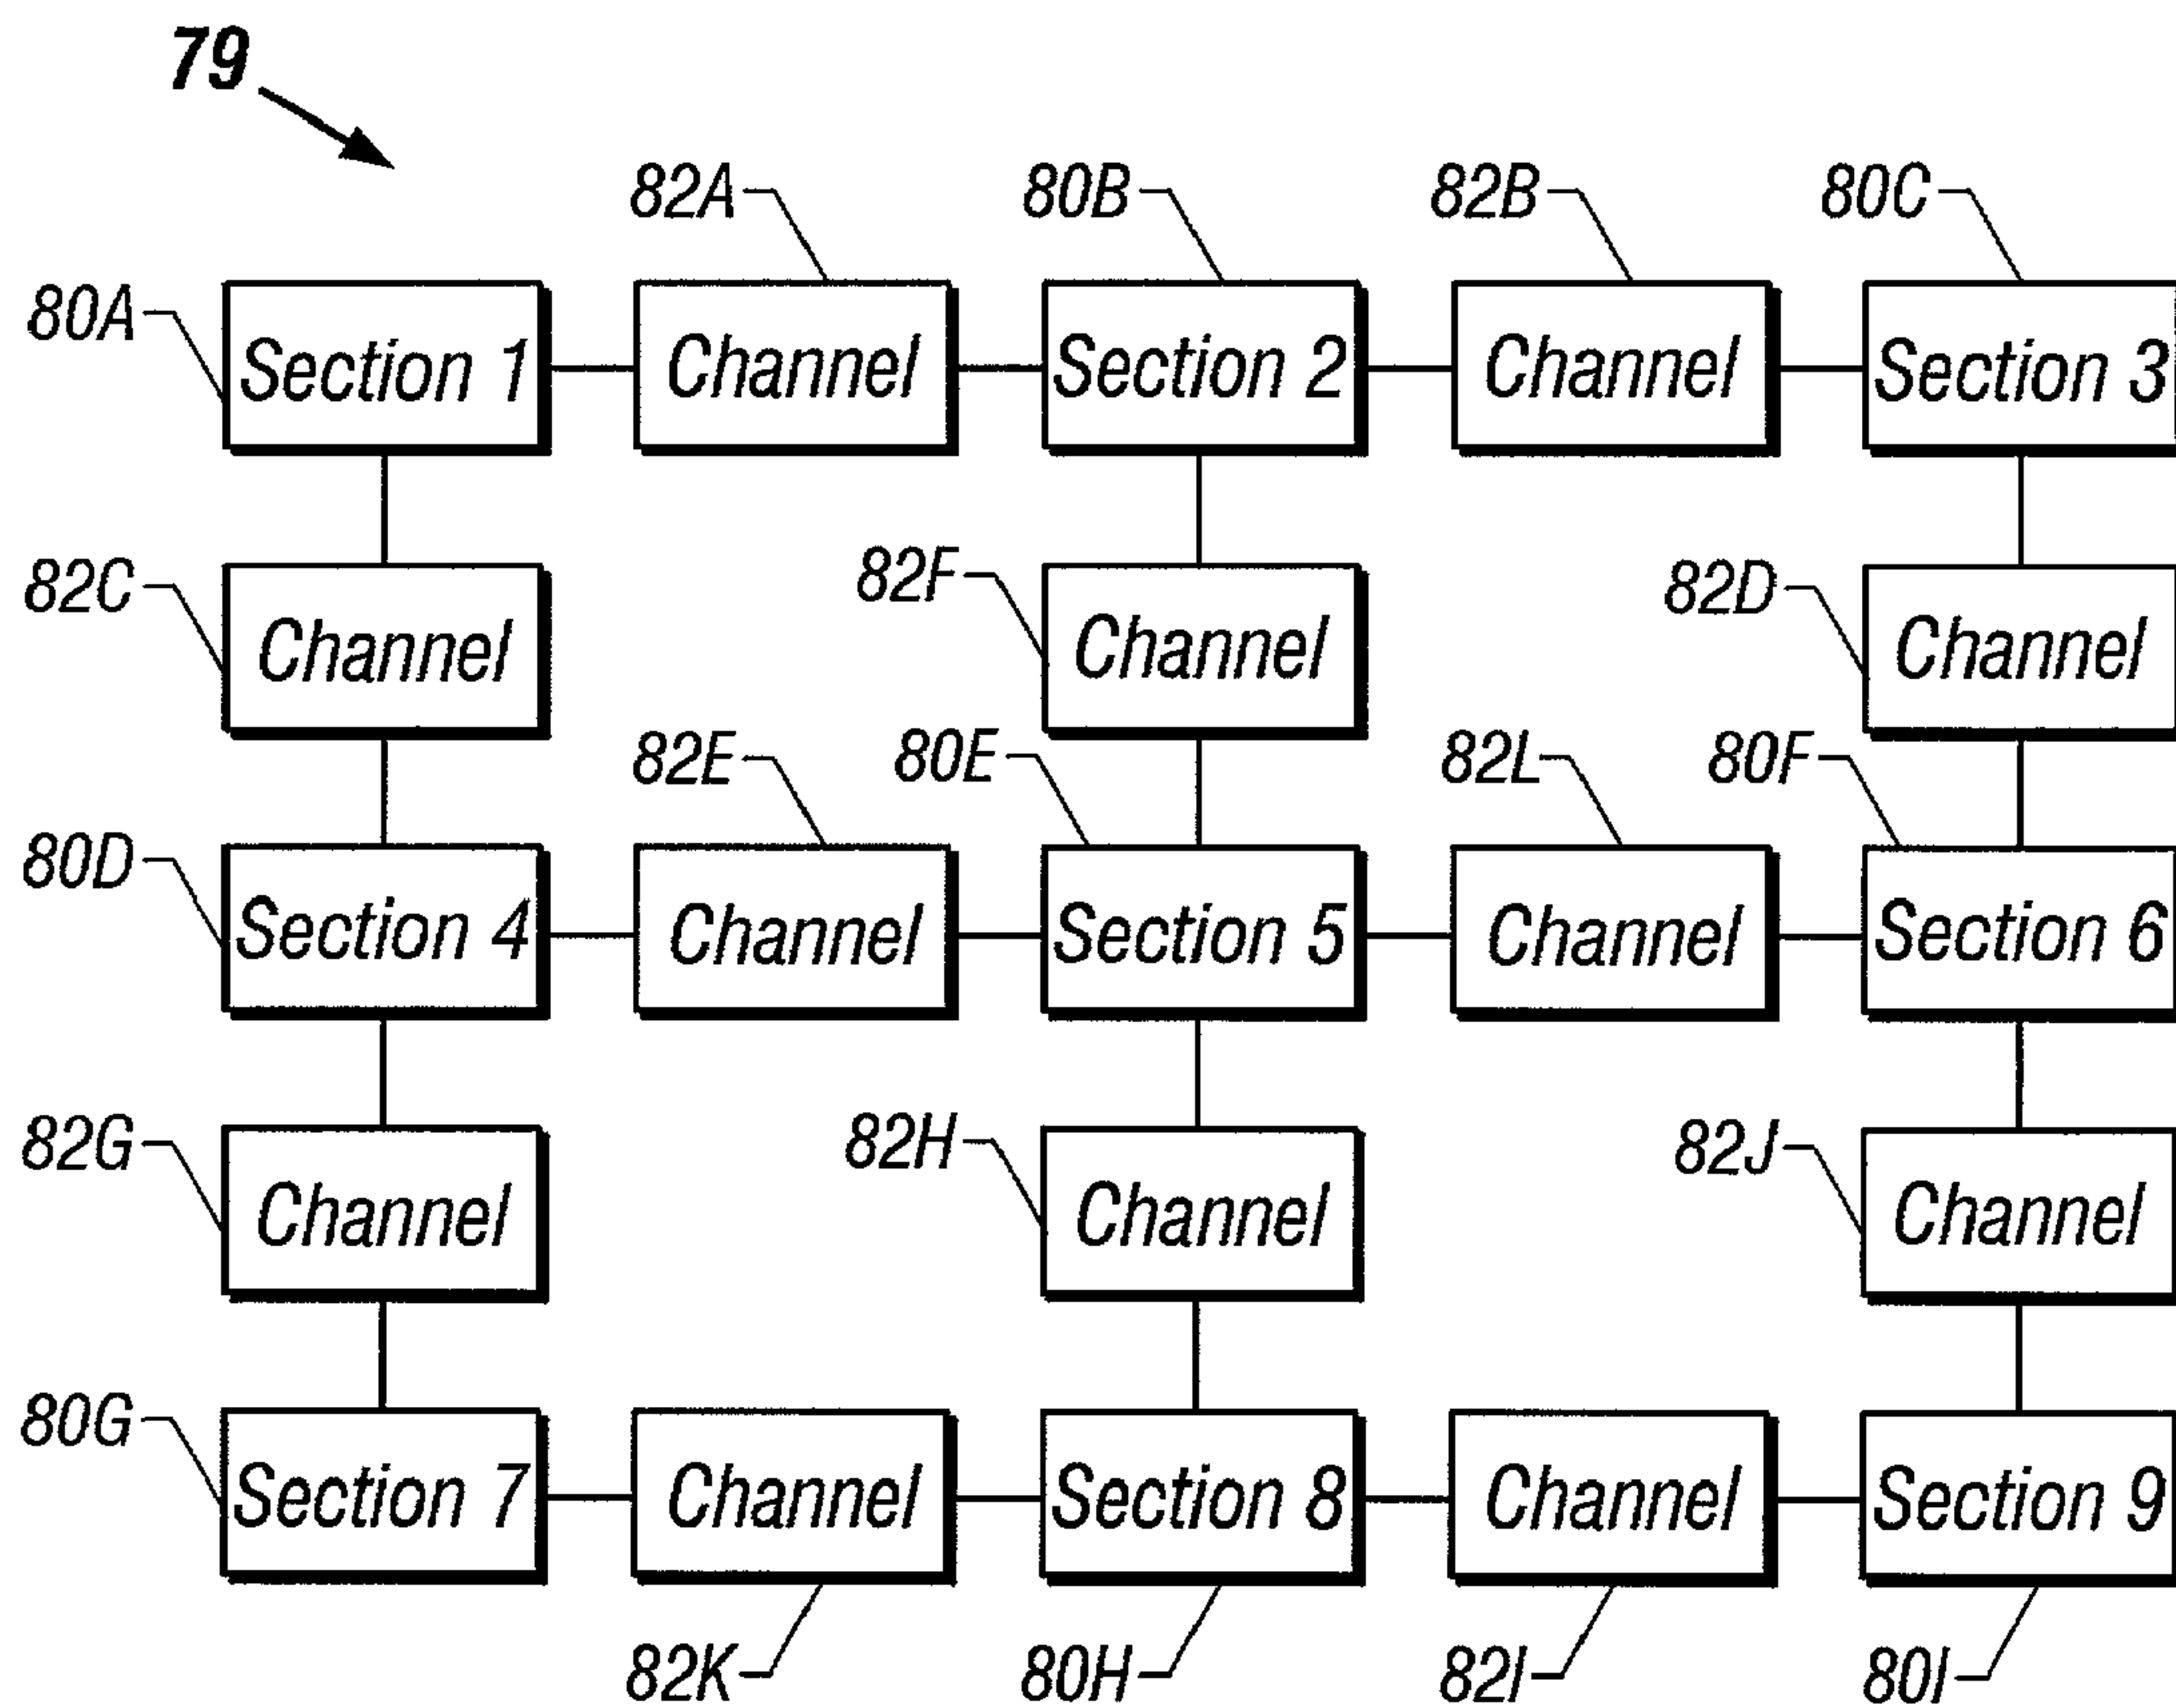 79
82A
80B
82B
80C
80A
Section 1
Channel
Section 2
Channel
Section 3
82C
82F
82D
Channel
Channel
Channel
82E
80E
82L
80F
80D
Section 4
Channel
Section 5
Channel
Section 6
82G
82H
82J
Channel
Channel
Channel
80G
Section 7
Channel
Section 8
Channel
Section 9
82K
80H
82I
80I